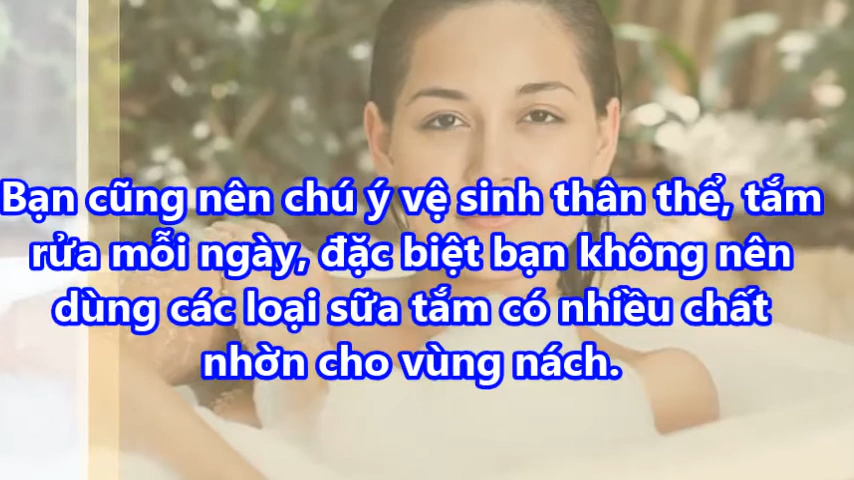 Bạn cũng nên chú ý vệ sinh thân thể, tắm
rửa mỗi ngày, đặc biệt bạn không nên
dùng các loại sữa tắm có nhiều chất
nhờn cho vùng nách.